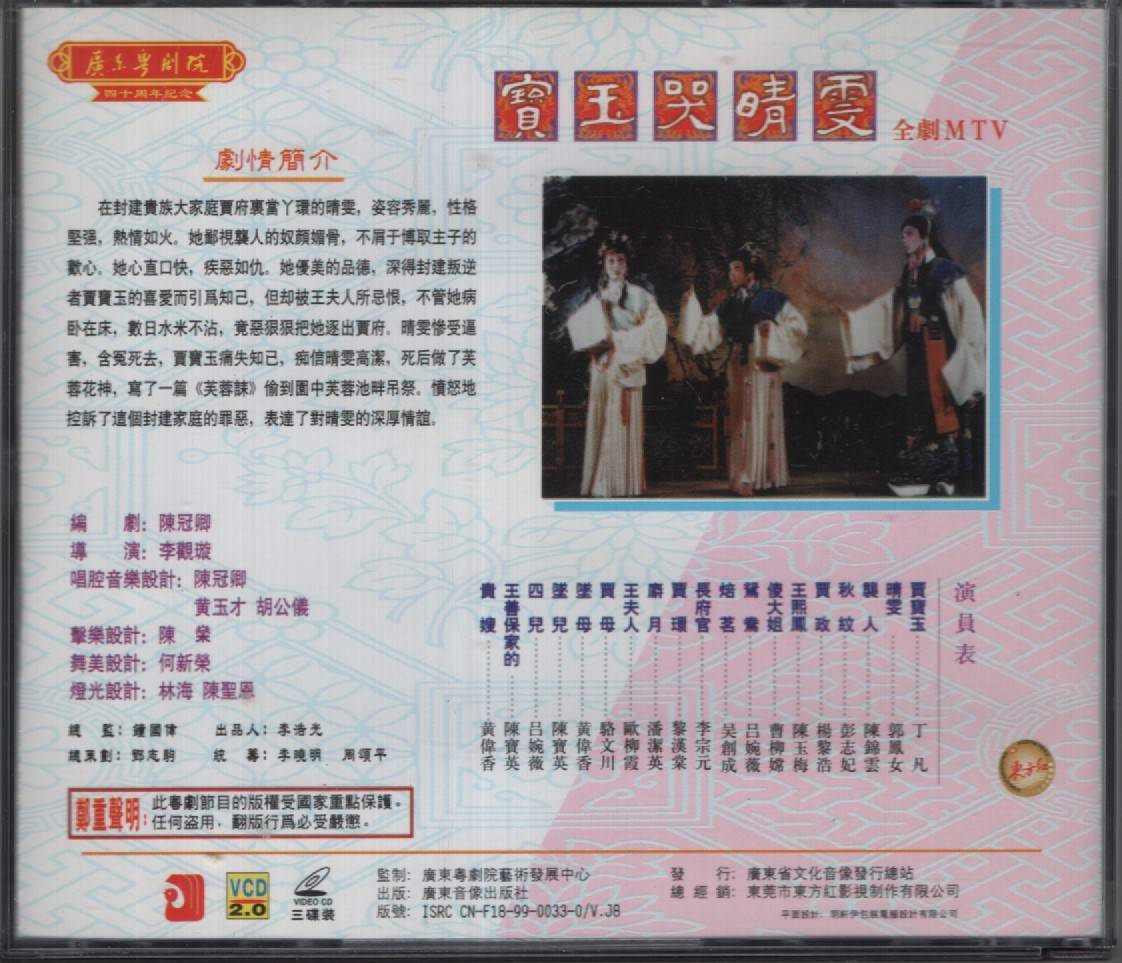 廣东粤剧院
四十周年纪念
寶玉哭晴雯
全劇MTV
劇情簡介
在封建貴族大家庭賈府裏當丫環的晴雯，姿容秀麗，性格
堅强，熱情如火。她鄙視襲人的奴顔媚骨，不屑于博取主子的
歡心。她心直口快，疾惡如仇。她優美的品德，深得封建叛逆
者賈寶玉的喜愛而引爲知己，但却被王夫人所忌恨，不管她病
卧在床，數日水米不沾，竟惡狠狠把她逐出賈府。晴雯慘受逼
害，含冤死去，賈寶玉痛失知己，痴信晴雯高潔，死后做了芙
蓉花神，寫了一篇《芙蓉誄》偷到園中芙蓉池畔吊祭。憤怒地
控訴了這個封建家庭的罪惡，表達了對晴雯的深厚情誼。
編　　劇：陳冠卿
導　　演：李觀璇
唱腔音樂設計：陳冠卿
黄玉才 胡公儀
擊樂設計：陳　榮
舞美設計：何新榮
燈光設計：林海 陳聖恩
總　監：鍾國偉　出品人：李浩光
總策劃：鄧志駒　統　籌：李曉明　周頌平
鄭重聲明：
此粤劇節目的版權受國家重點保護。
任何盗用，翻版行爲必受嚴懲。
演員表
賈寶玉……丁凡
晴雯……郭鳳女
襲人……陳錦雲
秋紋……彭志妃
賈政……楊黎浩
王熙鳳……陳玉梅
傻大姐……曹柳嫦
鴛鴦……吕婉薇
焙茗……吴創成
長府官……李宗元
賈環……黎漢棠
麝月……潘潔英
王夫人……歐柳霞
賈母……駱文川
墜母……黄偉香
墜兒……陳寶英
四兒……吕婉薇
王善保家的……陳寶英
貴嫂……黄偉香
東方红
VCD
2.0
VIDEO CD
三碟裝
監制：廣東粤劇院藝術發展中心
出版：廣東音像出版社
版號：ISRC CN-F18-99-0033-0/V.J8
發　行：廣東省文化音像發行總站
總經銷：東莞市東方紅影視制作有限公司